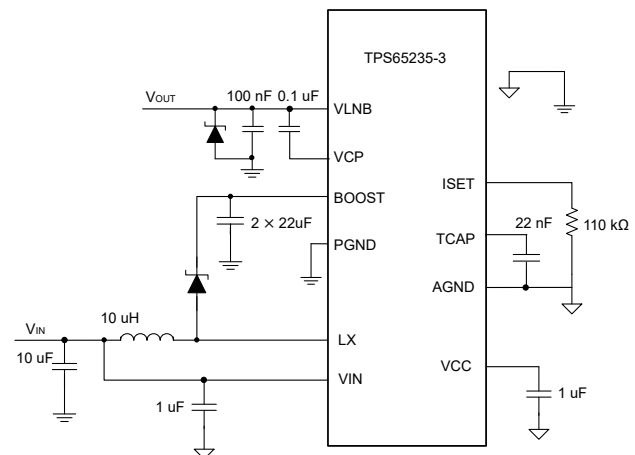 TPS65235-3
VOUT
100 nF
0.1 uF
VLNB
VCP
BOOST
2 × 22uF
PGND
ISET
TCAP
22 nF
110 kΩ
AGND
10 uH
VIN
LX
10 uF
VIN
1 uF
VCC
1 uF